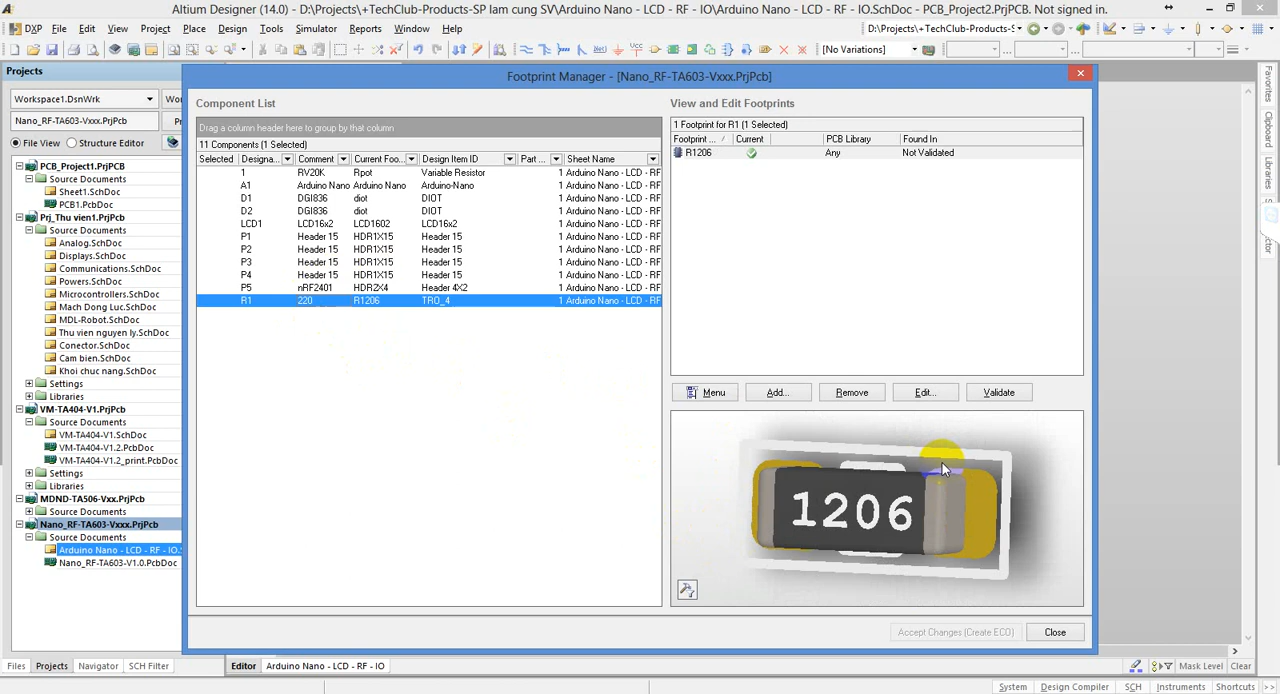 Altium Designer (14.0) - D:\Projects\+TechClub-Products-SP lam cung SV\Arduino Nano - LCD - RF - IO\Arduino Nano - LCD - RF - IO.SchDoc - PCB_Project2.PrjPCB. Not signed in.
DXP File Edit View Project Place Design Tools Simulator Reports Window Help
D:\Projects\+TechClub-Products-S
[No Variations]
Projects
Workspace1.DsnWrk
Nano_RF-TA603-Vxxx.PrjPcb
File View Structure Editor
PCB_Project1.PrjPCB
Source Documents
Sheet1.SchDoc
PCB1.PcbDoc
Prj_Thu vien1.PrjPcb
Source Documents
Analog.SchDoc
Displays.SchDoc
Communications.SchDoc
Powers.SchDoc
Microcontrollers.SchDoc
Mach Dong Luc.SchDoc
MDL-Robot.SchDoc
Thu vien nguyen ly.SchDoc
Conector.SchDoc
Cam bien.SchDoc
Khoi chuc nang.SchDoc
Settings
Libraries
VM-TA404-V1.PrjPcb
Source Documents
VM-TA404-V1.SchDoc
VM-TA404-V1.2.PcbDoc
VM-TA404-V1.2_print.PcbDoc
Settings
Libraries
MDND-TA506-Vxx.PrjPcb
Source Documents
Nano_RF-TA603-Vxxx.PrjPcb
Source Documents
Arduino Nano - LCD - RF - IO.S
Nano_RF-TA603-V1.0.PcbDoc
Footprint Manager - [Nano_RF-TA603-Vxxx.PrjPcb]
Component List
Drag a column header here to group by that column
11 Components (1 Selected)
Selected Designa... Comment Current Foo... Design Item ID Part ... Sheet Name
1 RV20K Rpot Variable Resistor 1 Arduino Nano - LCD - RF
A1 Arduino Nano Arduino Nano Arduino-Nano 1 Arduino Nano - LCD - RF
D1 DGI836 diot DIOT 1 Arduino Nano - LCD - RF
D2 DGI836 diot DIOT 1 Arduino Nano - LCD - RF
LCD1 LCD16x2 LCD1602 LCD16x2 1 Arduino Nano - LCD - RF
P1 Header 15 HDR1X15 Header 15 1 Arduino Nano - LCD - RF
P2 Header 15 HDR1X15 Header 15 1 Arduino Nano - LCD - RF
P3 Header 15 HDR1X15 Header 15 1 Arduino Nano - LCD - RF
P4 Header 15 HDR1X15 Header 15 1 Arduino Nano - LCD - RF
P5 nRF2401 HDR2X4 Header 4X2 1 Arduino Nano - LCD - RF
R1 220 R1206 TRO_4 1 Arduino Nano - LCD - RF
View and Edit Footprints
1 Footprint for R1 (1 Selected)
Footprint ... Current PCB Library Found In
R1206 Any Not Validated
Menu Add... Remove Edit... Validate
1206
Accept Changes (Create ECO) Close
Favorites
Clipboard
Libraries
Files Projects Navigator SCH Filter
Editor Arduino Nano - LCD - RF - IO
Mask Level Clear
System Design Compiler SCH Instruments Shortcuts >>